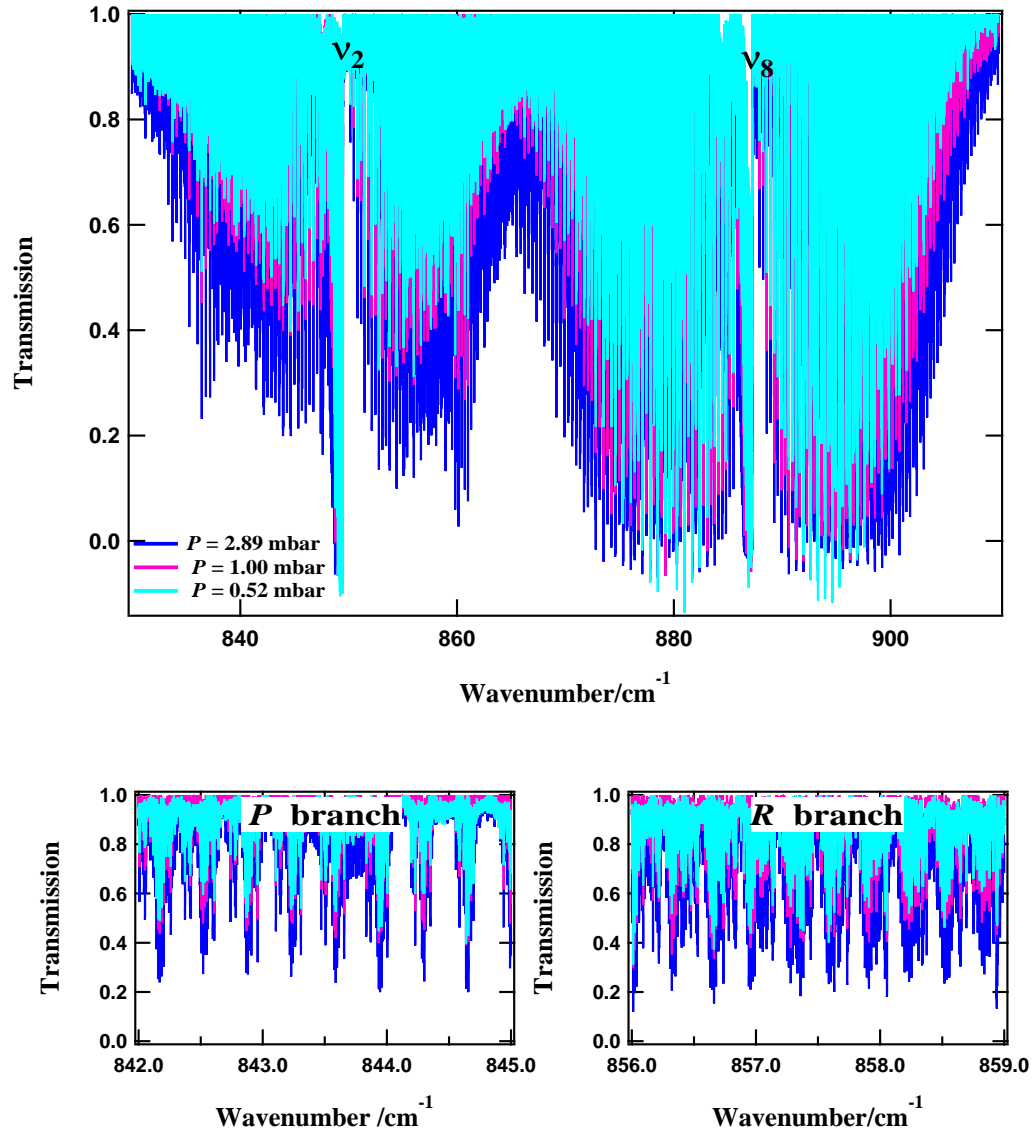 1.0
0.8
0.6
0.4
0.2
0.0
Transmission
ν2
ν8
P = 2.89 mbar
P = 1.00 mbar
P = 0.52 mbar
840 860 880 900
Wavenumber/cm-1
1.0
0.8
0.6
0.4
0.2
0.0
Transmission
P branch
842.0 843.0 844.0 845.0
Wavenumber /cm-1
1.0
0.8
0.6
0.4
0.2
0.0
Transmission
R branch
856.0 857.0 858.0 859.0
Wavenumber/cm-1